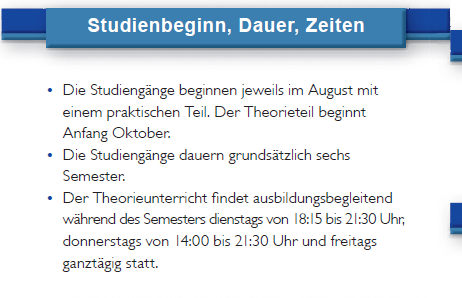 Studienbeginn, Dauer, Zeiten
• Die Studiengänge beginnen jeweils im August mit
einem praktischen Teil. Der Theorieteil beginnt
Anfang Oktober.
• Die Studiengänge dauern grundsätzlich sechs
Semester.
• Der Theorieunterricht findet ausbildungsbegleitend
während des Semesters dienstags von 18:15 bis 21:30 Uhr,
donnerstags von 14:00 bis 21:30 Uhr und freitags
ganztägig statt.